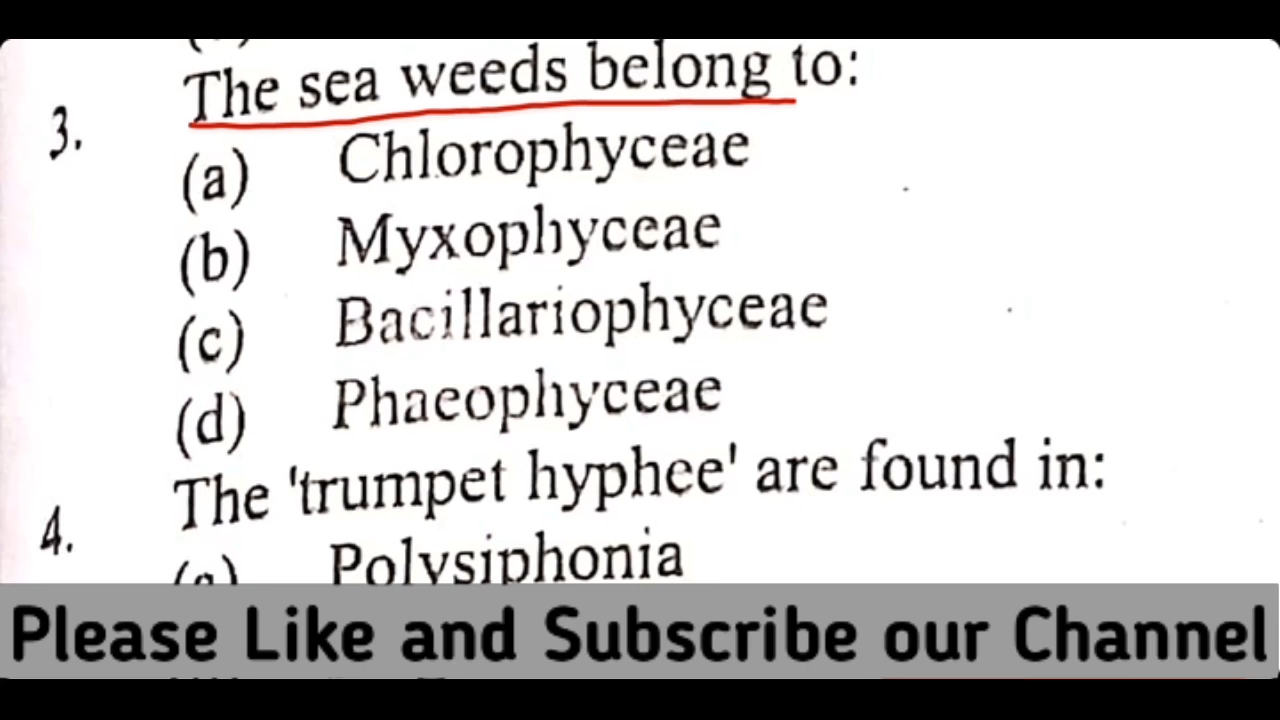 3. The sea weeds belong to:
(a) Chlorophyceae
(b) Myxophyceae
(c) Bacillariophyceae
(d) Phaeophyceae
4. The 'trumpet hyphee' are found in:
(a) Polysiphonia
Please Like and Subscribe our Channel